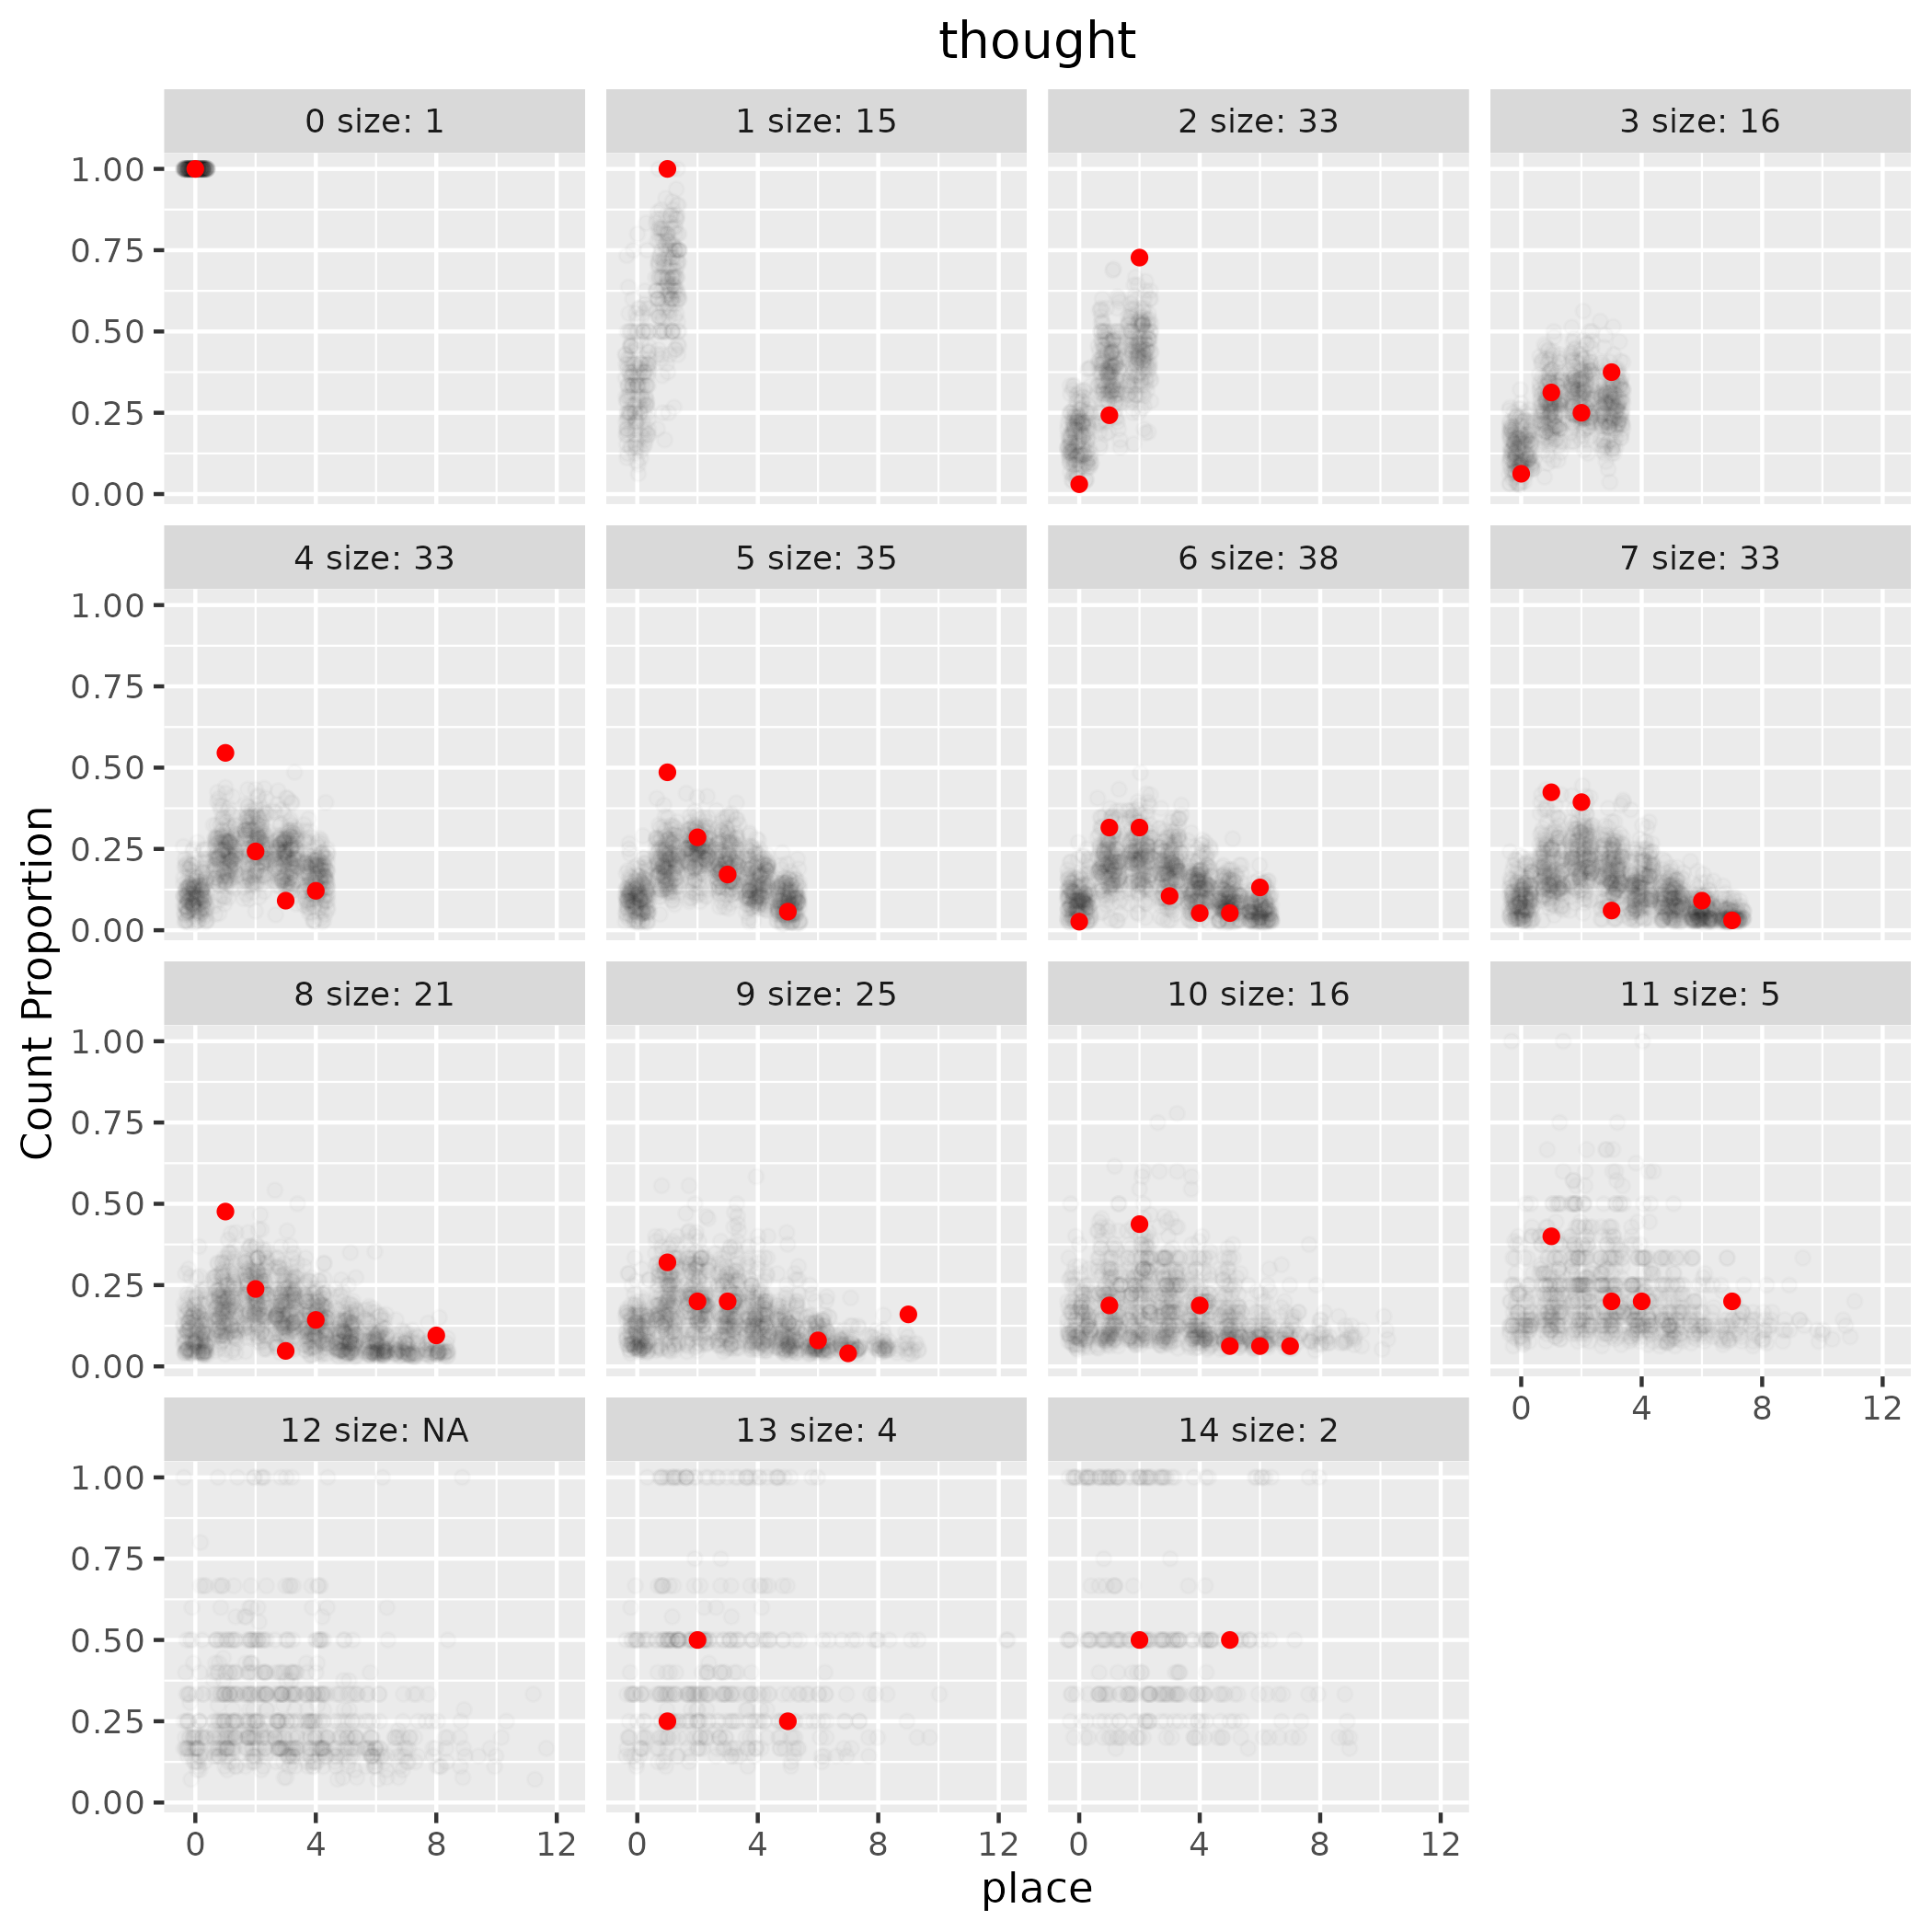 thought
0 size: 1
1 size: 15
2 size: 33
3 size: 16
1.00
0.75
0.50
0.25
0.00
4 size: 33
5 size: 35
6 size: 38
7 size: 33
1.00
0.75
0.50
0.25
0.00
Count Proportion
8 size: 21
9 size: 25
10 size: 16
11 size: 5
1.00
0.75
0.50
0.25
0.00
0 4 8 12
12 size: NA
13 size: 4
14 size: 2
1.00
0.75
0.50
0.25
0.00
0 4 8 12
0 4 8 12
0 4 8 12
place